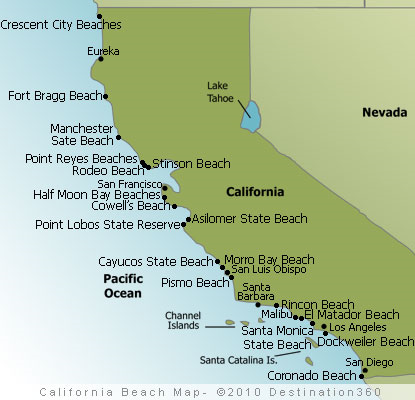 Crescent City Beaches
Eureka
Lake
Tahoe
Fort Bragg Beach
Nevada
Manchester
Sate Beach
Point Reyes Beaches
Stinson Beach
Rodeo Beach
San Francisco
California
Half Moon Bay Beaches
Cowell's Beach
Asilomar State Beach
Point Lobos State Reserve
Cayucos State Beach
Morro Bay Beach
San Luis Obispo
Pacific
Ocean
Pismo Beach
Santa
Barbara
Rincon Beach
Channel
Islands
Malibu
El Matador Beach
Santa Monica
State Beach
Los Angeles
Dockweiler Beach
Santa Catalina Is.
San Diego
Coronado Beach
California Beach Map- ©2010 Destination360